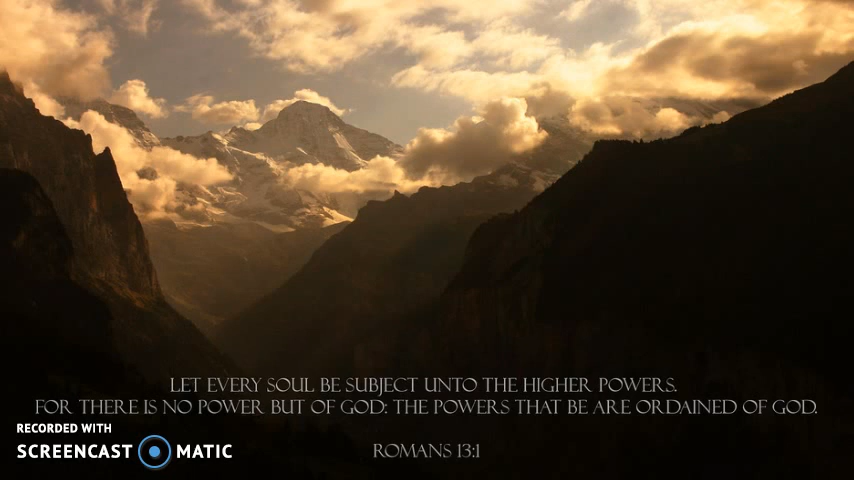 LET EVERY SOUL BE SUBJECT UNTO THE HIGHER POWERS.
FOR THERE IS NO POWER BUT OF GOD: THE POWERS THAT BE ARE ORDAINED OF GOD.
RECORDED WITH
SCREENCAST MATIC
ROMANS 13:1